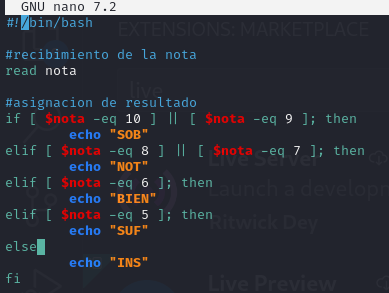 GNU nano 7.2
EXTENSIONS: MARKETPLACE
#!/bin/bash
#recibimiento de la nota
read nota
live
#asignacion de resultado
if [ $nota -eq 10 ] || [ $nota -eq 9 ]; then
echo "SOB"
elif [ $nota -eq 8 ] || [ $nota -eq 7 ]; then
Live Server
echo "NOT"
elif [ $nota -eq 6 ]; then
Launch a develop
echo "BIEN"
elif [ $nota -eq 5 ]; then
Ritwick Dey
echo "SUF"
else
echo "INS"
fi
Live Preview